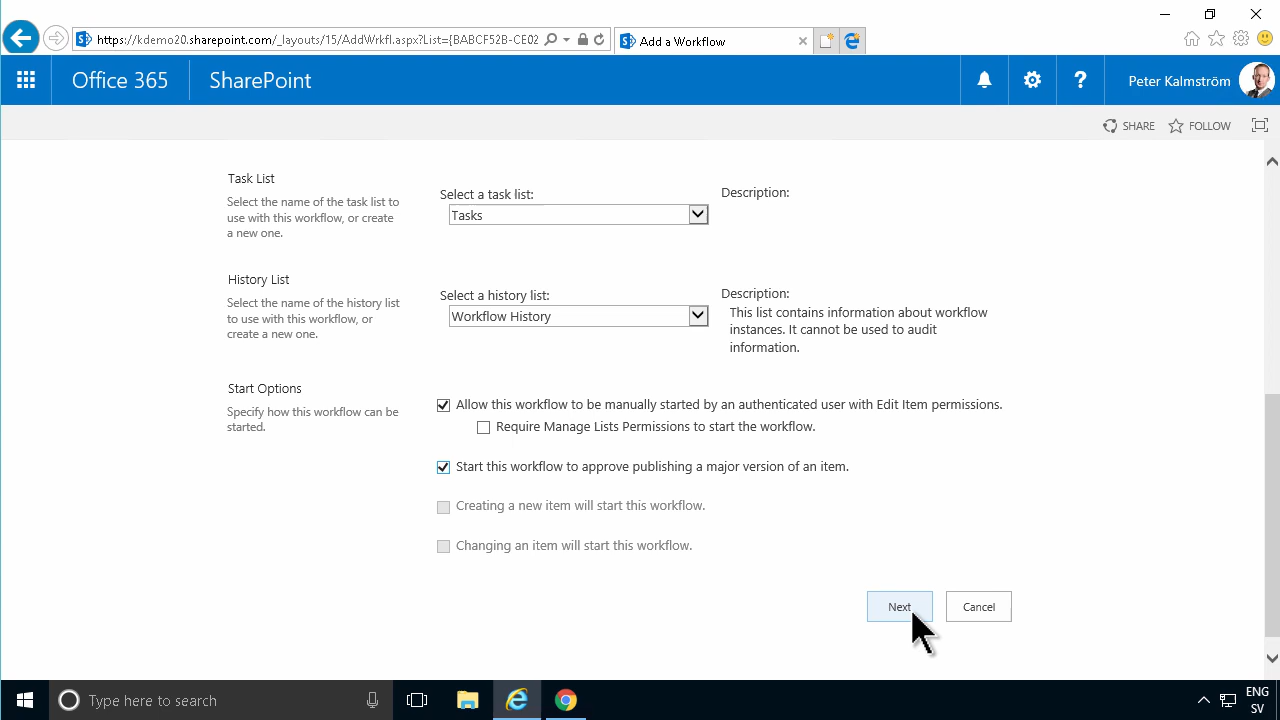 https://kdemo20.sharepoint.com/_layouts/15/AddWrkfl.aspx?List={BABCF52B-CE02
Add a Workflow
Office 365
SharePoint
Peter Kalmström
SHARE
FOLLOW
Task List
Select the name of the task list to
use with this workflow, or create
a new one.
Select a task list:
Tasks
Description:
History List
Select the name of the history list
to use with this workflow, or
create a new one.
Select a history list:
Workflow History
Description:
This list contains information about workflow
instances. It cannot be used to audit
information.
Start Options
Specify how this workflow can be
started.
Allow this workflow to be manually started by an authenticated user with Edit Item permissions.
Require Manage Lists Permissions to start the workflow.
Start this workflow to approve publishing a major version of an item.
Creating a new item will start this workflow.
Changing an item will start this workflow.
Next
Cancel
Type here to search
ENG
SV